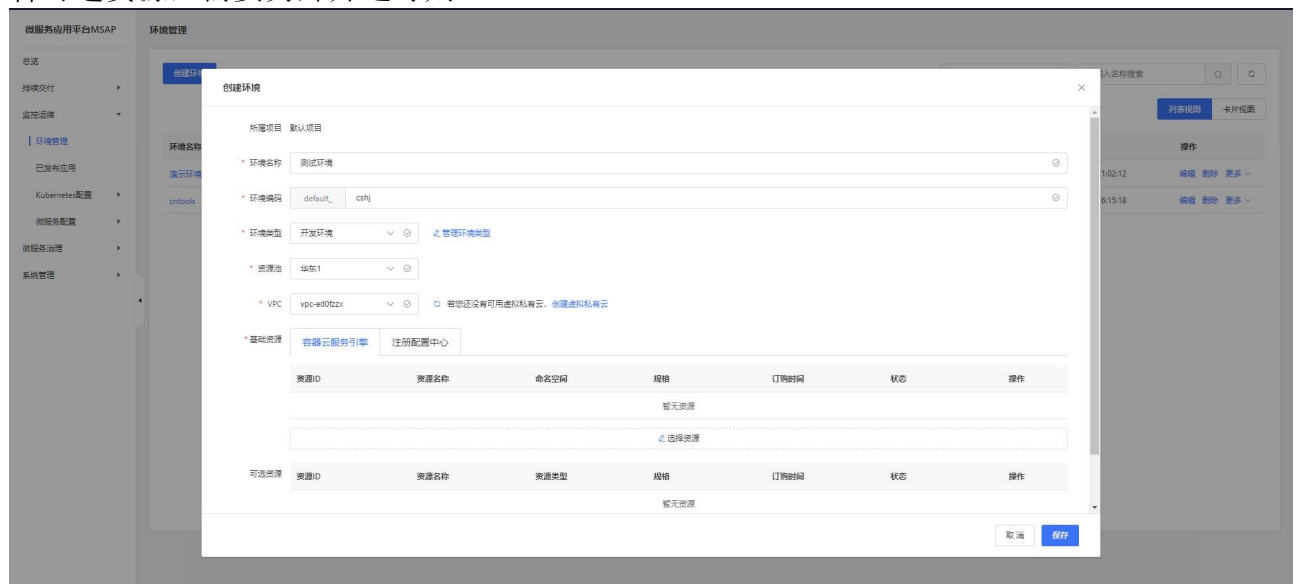 微服务应用平台MSAP
环境管理
总览
持续交付
监控运维
环境管理
已发布应用
Kubernetes配置
微服务配置
微服务治理
系统管理
创建环境
入名称搜索
列表视图 卡片视图
环境名称 操作
演示环境 1:02:12 编辑 删除 更多
cntools 6:15:18 编辑 删除 更多
创建环境
所属项目 默认项目
* 环境名称 测试环境
* 环境编码 default_ cshj
* 环境类型 开发环境 管理环境类型
* 资源池 华东1
* VPC vpc-ed0fzzx 若您还没有可用虚拟私有云，创建虚拟私有云
* 基础资源 容器云服务引擎 注册配置中心
资源ID 资源名称 命名空间 规格 订购时间 状态 操作
暂无资源
选择资源
可选资源 资源ID 资源名称 资源类型 规格 订购时间 状态 操作
暂无资源
取消 保存